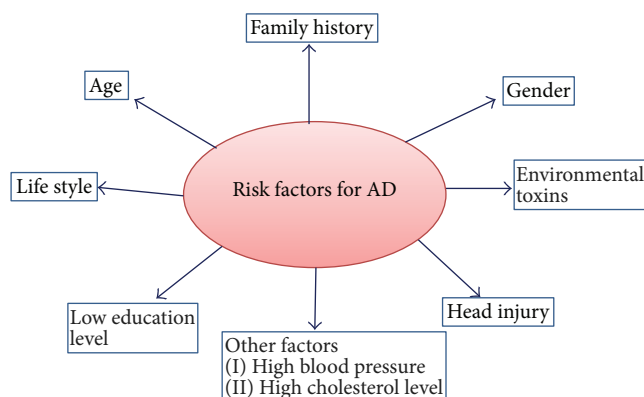 Family history
Age
Gender
Life style
Risk factors for AD
Environmental
toxins
Low education
level
Head injury
Other factors
(I) High blood pressure
(II) High cholesterol level